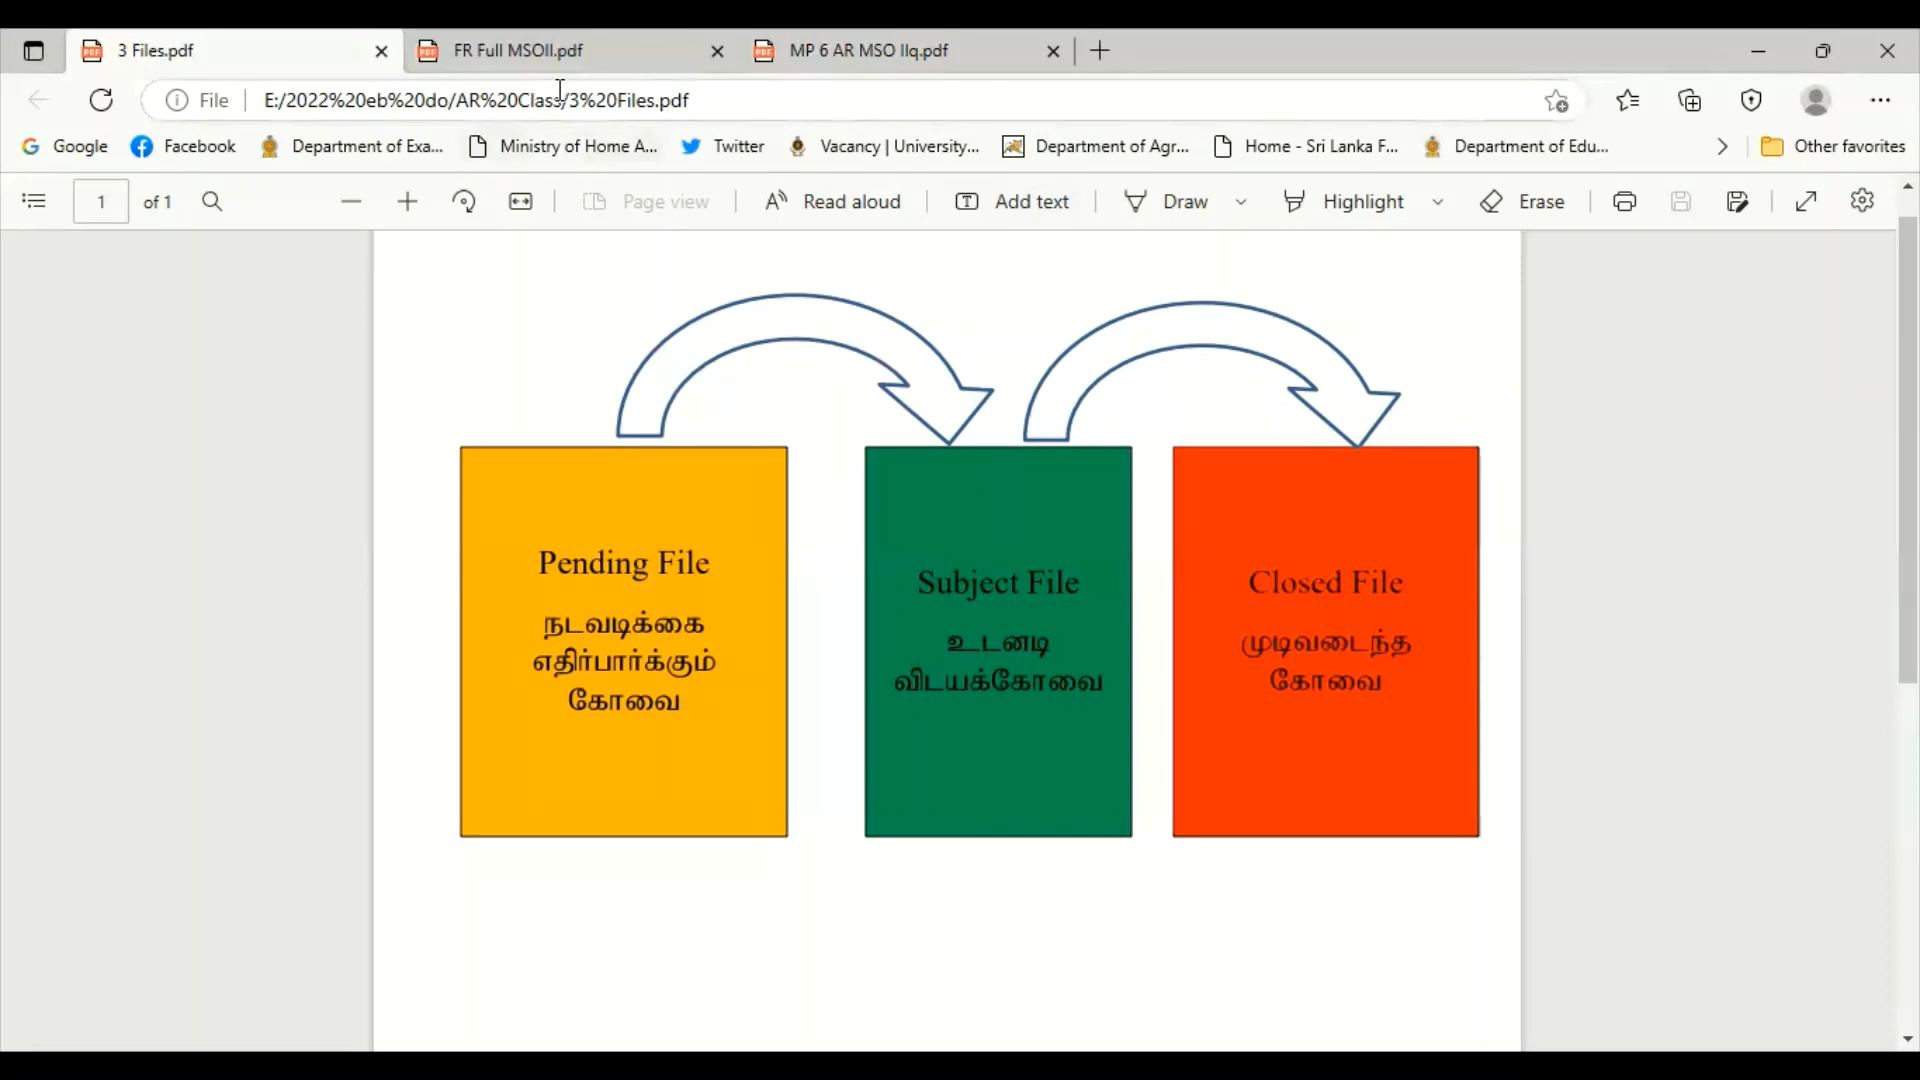 3 Files.pdf
FR Full MSOII.pdf
MP 6 AR MSO IIq.pdf
File
E:/2022%20eb%20do/AR%20Class/3%20Files.pdf
Google
Facebook
Department of Exa...
Ministry of Home A...
Twitter
Vacancy | University...
Department of Agr...
Home - Sri Lanka F...
Department of Edu...
Other favorites
1
of 1
Page view
Read aloud
Add text
Draw
Highlight
Erase
Pending File
நடவடிக்கை
எதிர்பார்க்கும்
கோவை
Subject File
உடனடி
விடயக்கோவை
Closed File
முடிவடைந்த
கோவை